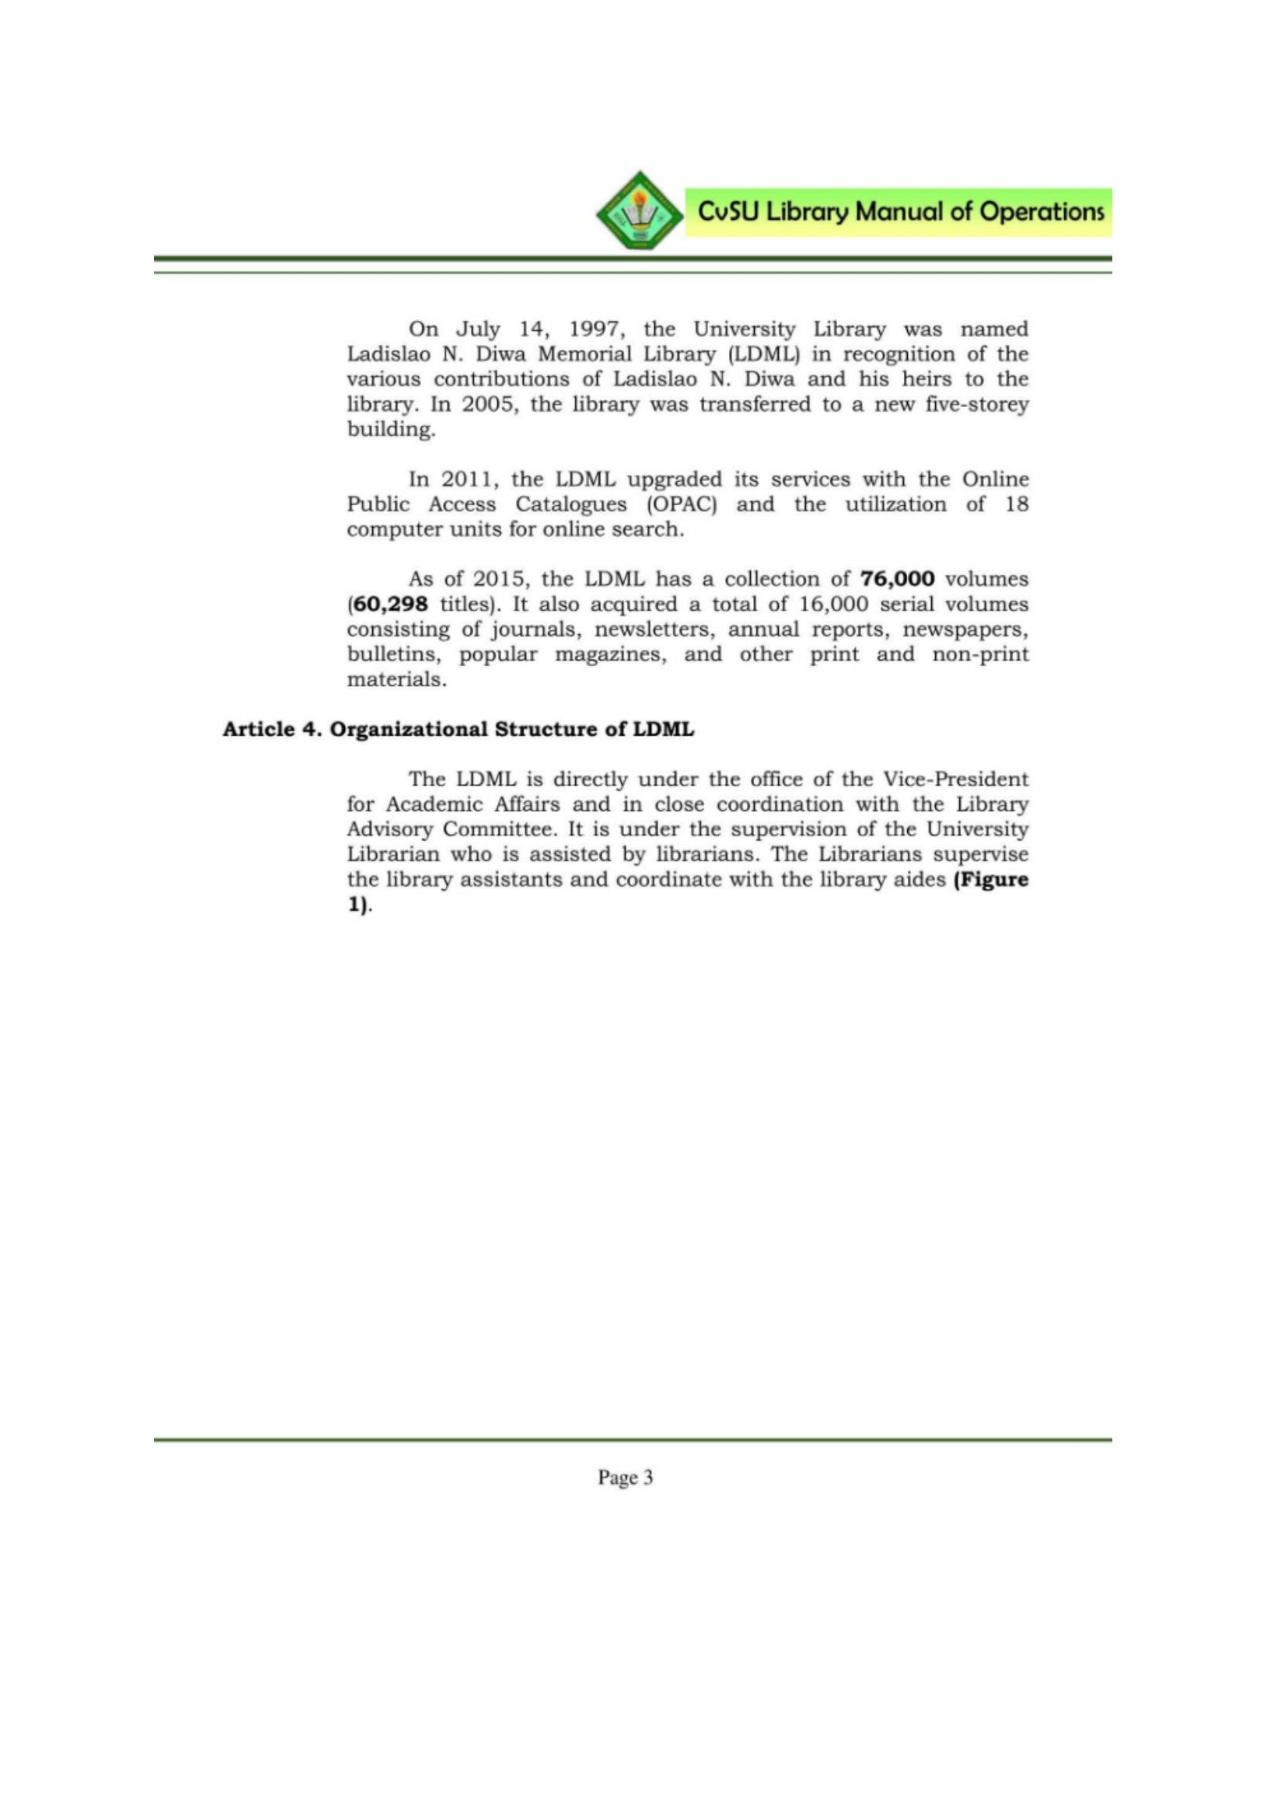 CvSU Library Manual of Operations
On July 14, 1997, the University Library was named
Ladislao N. Diwa Memorial Library (LDML) in recognition of the
various contributions of Ladislao N. Diwa and his heirs to the
library. In 2005, the library was transferred to a new five-storey
building.
In 2011, the LDML upgraded its services with the Online
Public Access Catalogues (OPAC) and the utilization of 18
computer units for online search.
As of 2015, the LDML has a collection of 76,000 volumes
(60,298 titles). It also acquired a total of 16,000 serial volumes
consisting of journals, newsletters, annual reports, newspapers,
bulletins, popular magazines, and other print and non-print
materials.
Article 4. Organizational Structure of LDML
The LDML is directly under the office of the Vice-President
for Academic Affairs and in close coordination with the Library
Advisory Committee. It is under the supervision of the University
Librarian who is assisted by librarians. The Librarians supervise
the library assistants and coordinate with the library aides (Figure
1).
Page 3